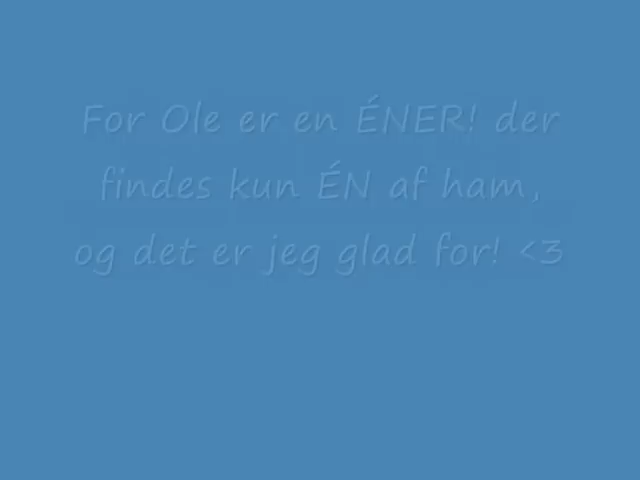 For Ole er en ÉNER! der
findes kun ÉN af ham,
og det er jeg glad for! <3